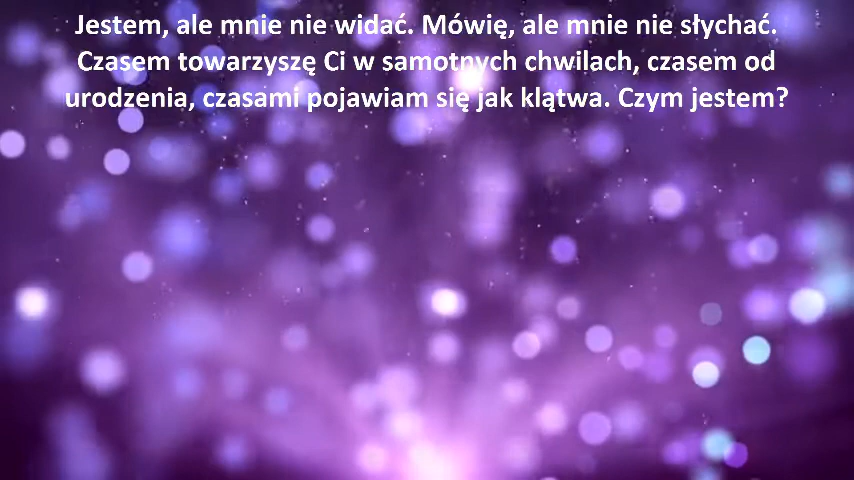 Jestem, ale mnie nie widać. Mówię, ale mnie nie słychać.
Czasem towarzyszę Ci w samotnych chwilach, czasem od
urodzenia, czasami pojawiam się jak klątwa. Czym jestem?